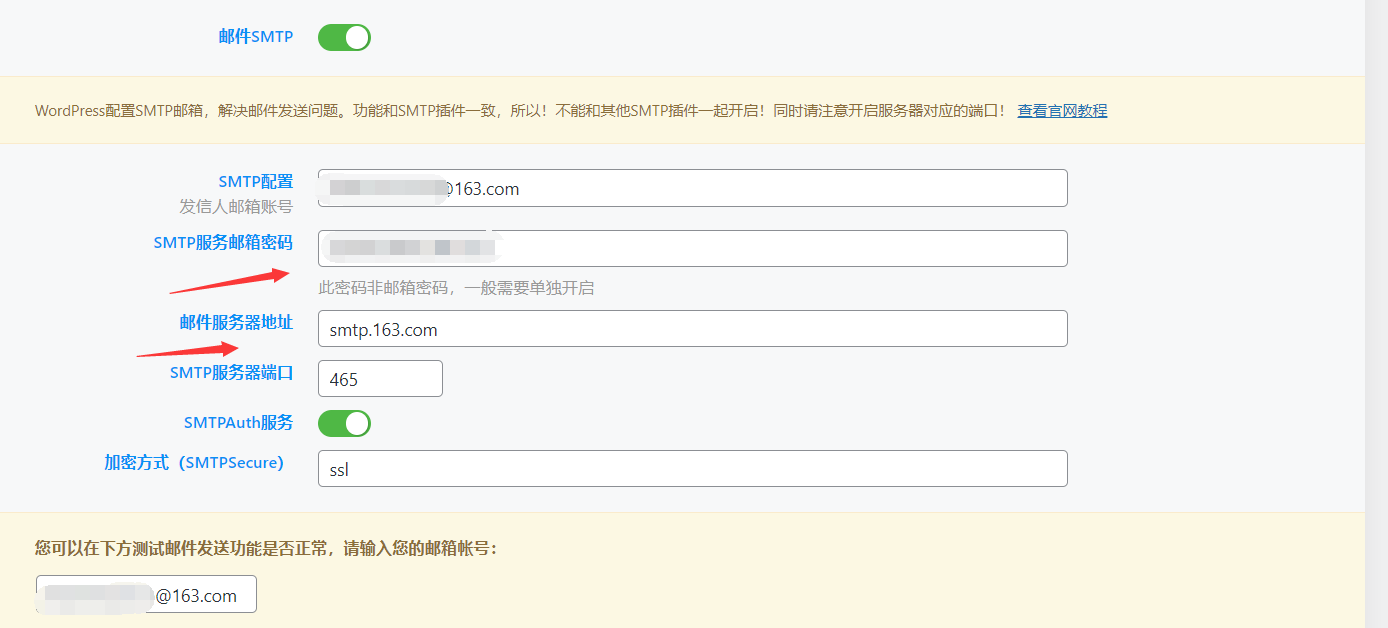 邮件SMTP
WordPress配置SMTP邮箱，解决邮件发送问题。功能和SMTP插件一致，所以！不能和其他SMTP插件一起开启！同时请注意开启服务器对应的端口！ 查看官网教程
SMTP配置
发信人邮箱账号
@163.com
SMTP服务邮箱密码
此密码非邮箱密码，一般需要单独开启
邮件服务器地址
smtp.163.com
SMTP服务器端口
465
SMTPAuth服务
加密方式（SMTPSecure）
ssl
您可以在下方测试邮件发送功能是否正常，请输入您的邮箱帐号：
@163.com